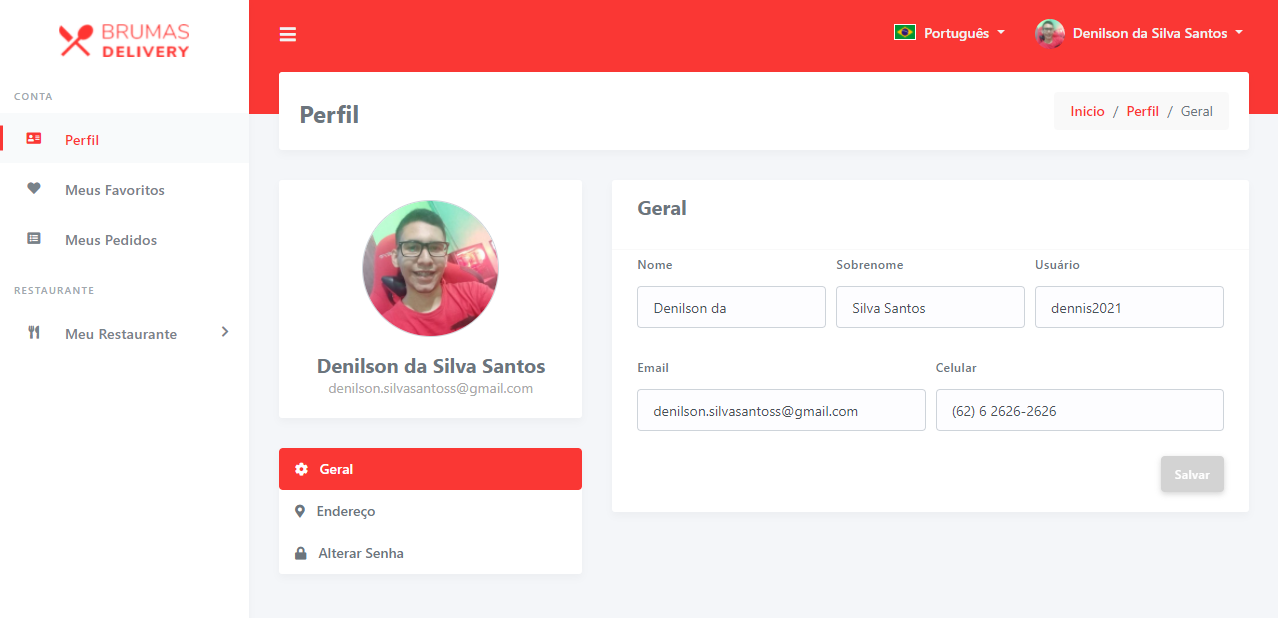 BRUMAS
DELIVERY
Português
Denilson da Silva Santos
CONTA
Perfil
Meus Favoritos
Meus Pedidos
RESTAURANTE
Meu Restaurante
Perfil
Inicio / Perfil / Geral
Denilson da Silva Santos
denilson.silvasantoss@gmail.com
Geral
Endereço
Alterar Senha
Geral
Nome
Sobrenome
Usuário
Denilson da
Silva Santos
dennis2021
Email
Celular
denilson.silvasantoss@gmail.com
(62) 6 2626-2626
Salvar